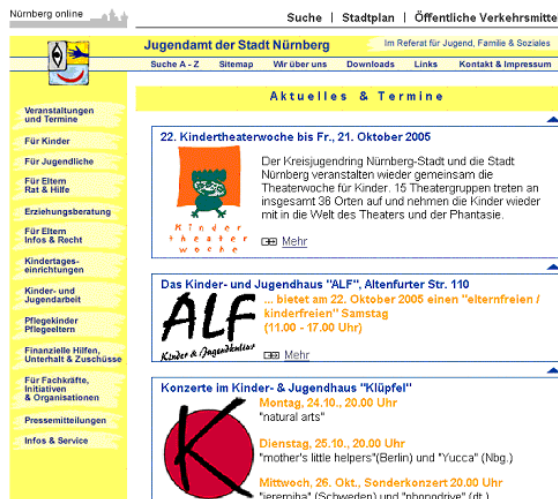 Nürnberg online
Suche | Stadtplan | Öffentliche Verkehrsmitte
Jugendamt der Stadt Nürnberg
Im Referat für Jugend, Familie & Soziales
Suche A - Z Sitemap Wir über uns Downloads Links Kontakt & Impressum
Veranstaltungen
und Termine
Für Kinder
Für Jugendliche
Für Eltern
Rat & Hilfe
Erziehungsberatung
Für Eltern
Infos & Recht
Kindertages-
einrichtungen
Kinder- und
Jugendarbeit
Pflegekinder
Pflegeeltern
Finanzielle Hilfen,
Unterhalt & Zuschüsse
Für Fachkräfte,
Initiativen
& Organisationen
Pressemitteilungen
Infos & Service
Aktuelles & Termine
22. Kindertheaterwoche bis Fr., 21. Oktober 2005
Kinder
theater
woche
Der Kreisjugendring Nürnberg-Stadt und die Stadt
Nürnberg veranstalten wieder gemeinsam die
Theaterwoche für Kinder. 15 Theatergruppen treten an
insgesamt 36 Orten auf und nehmen die Kinder wieder
mit in die Welt des Theaters und der Phantasie.
Mehr
Das Kinder- und Jugendhaus "ALF", Altenfurter Str. 110
ALF
Kinder & Jugendkultur
... bietet am 22. Oktober 2005 einen "elternfreien /
kinderfreien" Samstag
(11.00 - 17.00 Uhr)
Mehr
Konzerte im Kinder- & Jugendhaus "Klüpfel"
K
Montag, 24.10., 20.00 Uhr
"natural arts"
Dienstag, 25.10., 20.00 Uhr
"mother's little helpers"(Berlin) und "Yucca" (Nbg.)
Mittwoch, 26. Okt., Sonderkonzert 20.00 Uhr
"jeremiha" (Schweden) und "phonodrive" (dt.)